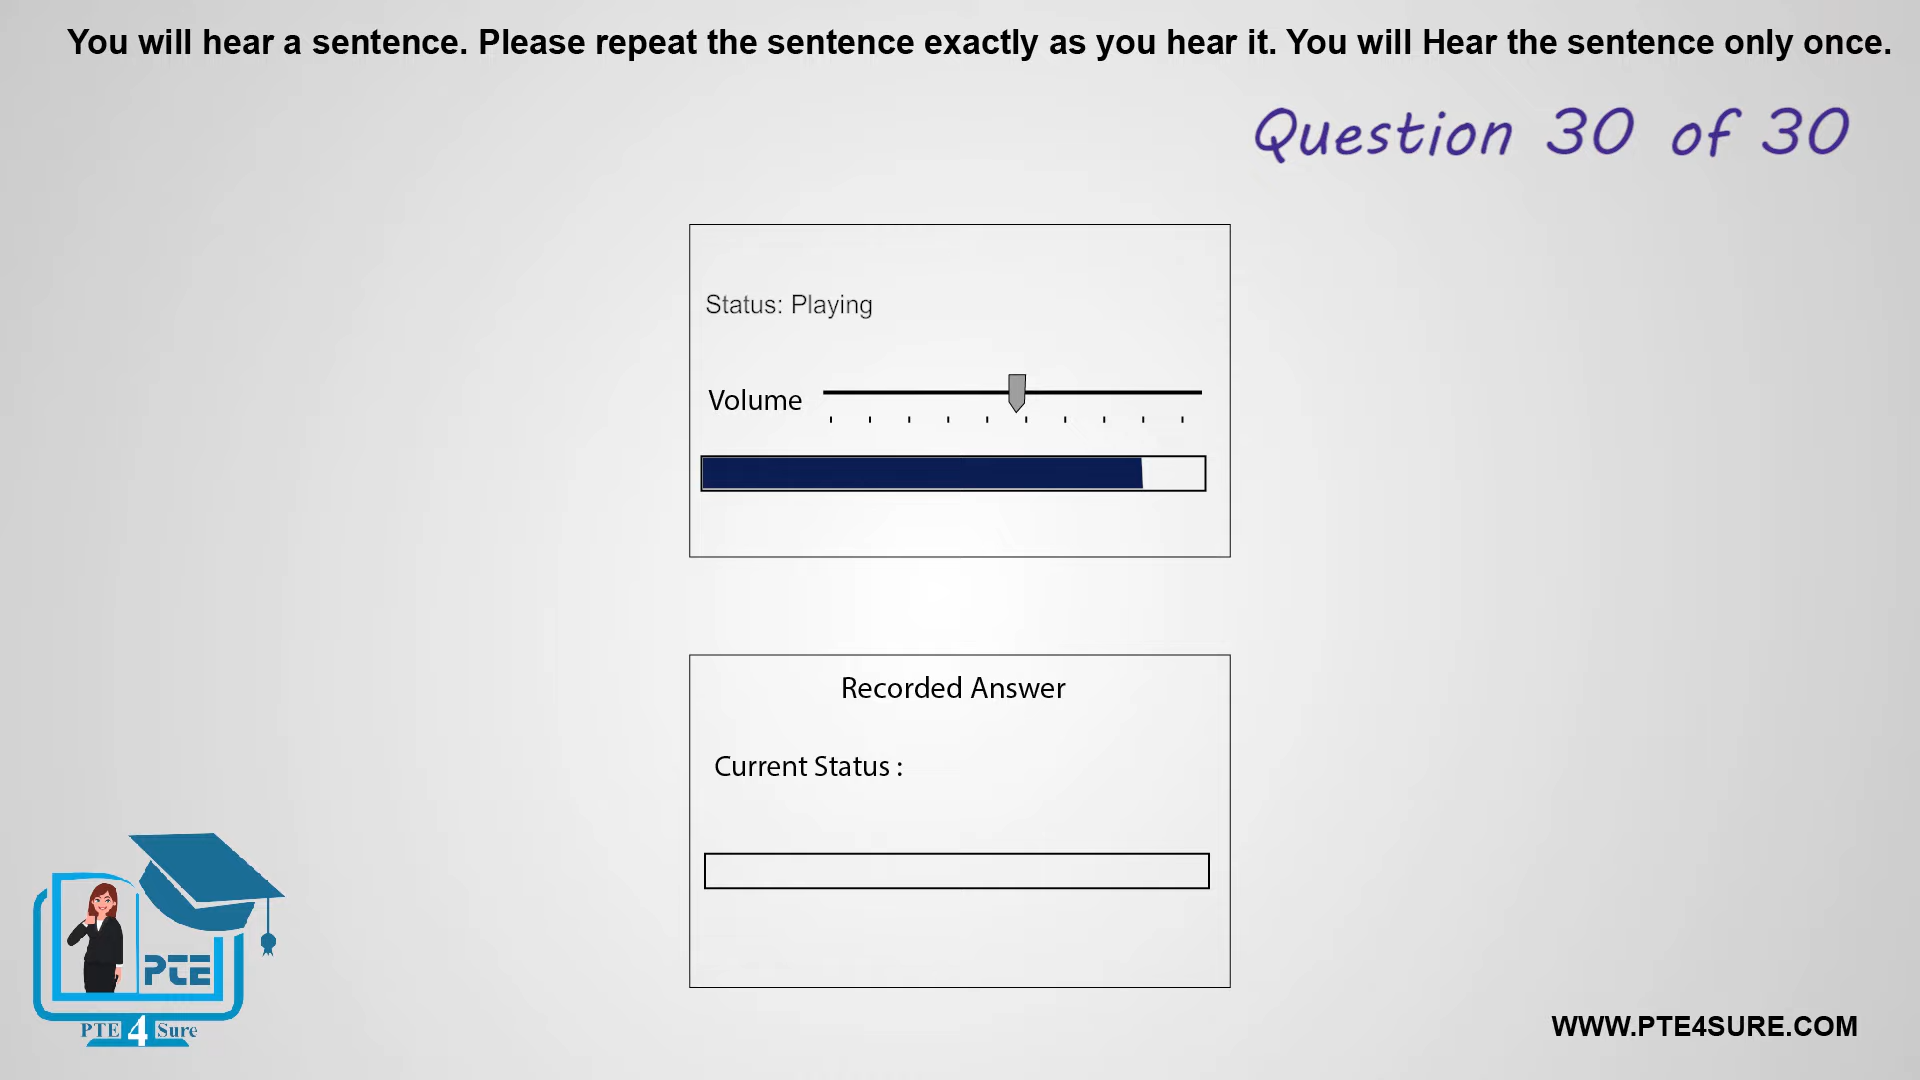 You will hear a sentence. Please repeat the sentence exactly as you hear it. You will Hear the sentence only once.
Question 30 of 30
Status: Playing
Volume
Recorded Answer
Current Status :
PTE
PTE 4 Sure
WWW.PTE4SURE.COM